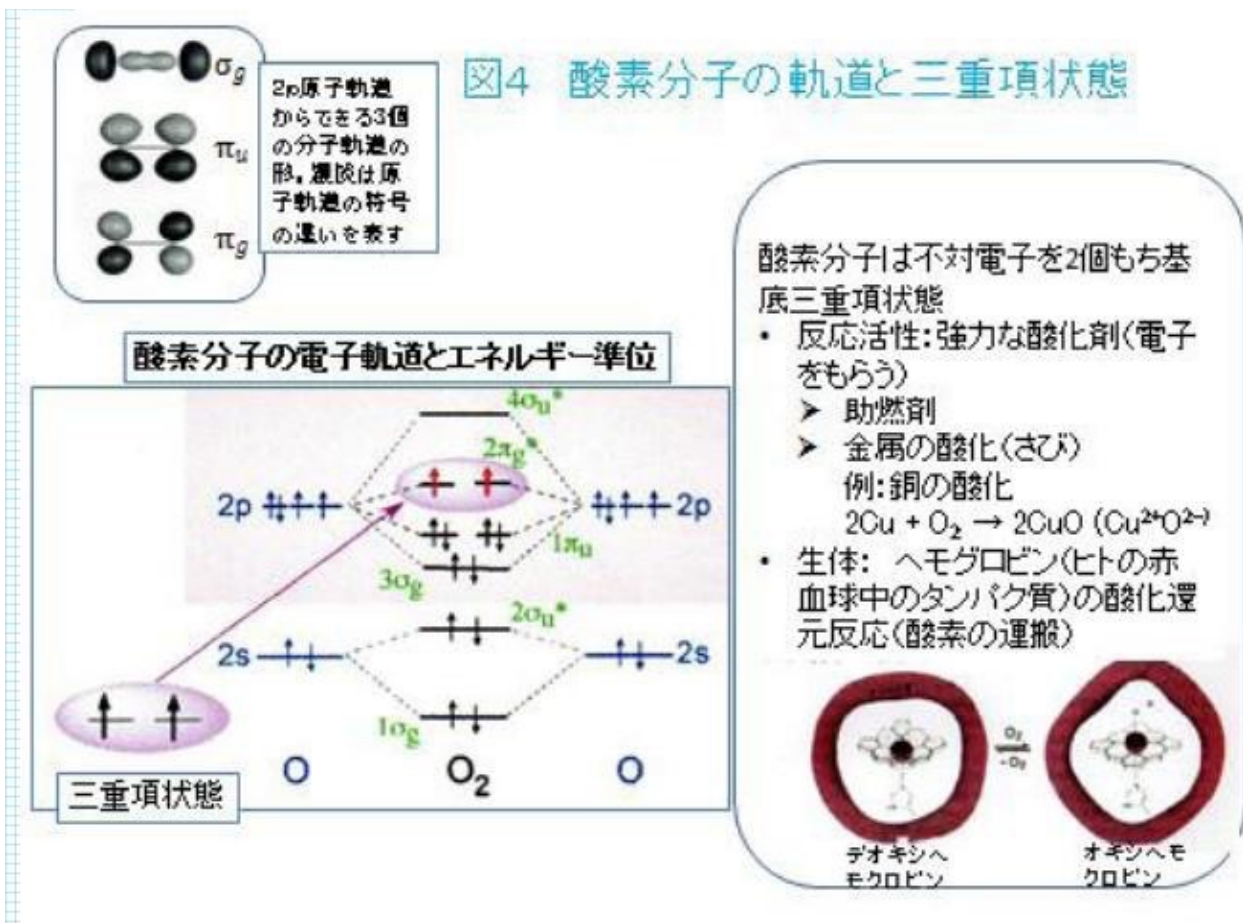 図4 酸素分子の軌道と三重項状態
σg
πu
πg
2p原子軌道
からできる3個
の分子軌道の
形。濃淡は原
子軌道の符号
の違いを表す
酸素分子の電子軌道とエネルギー準位
4σu*
2πg*
2p
2p
1πu
3σg
2σu*
2s
2s
1σg
O
O₂
O
三重項状態
酸素分子は不対電子を2個もち基
底三重項状態
• 反応活性:強力な酸化剤(電子
をもらう)
➤ 助燃剤
➤ 金属の酸化(さび)
例:銅の酸化
2Cu + O₂ → 2CuO (Cu²⁺O²⁻)
• 生体: ヘモグロビン(ヒトの赤
血球中のタンパク質)の酸化還
元反応(酸素の運搬)
O₂
-O₂
デオキシヘ
モクロビン
オキシヘモ
クロビン